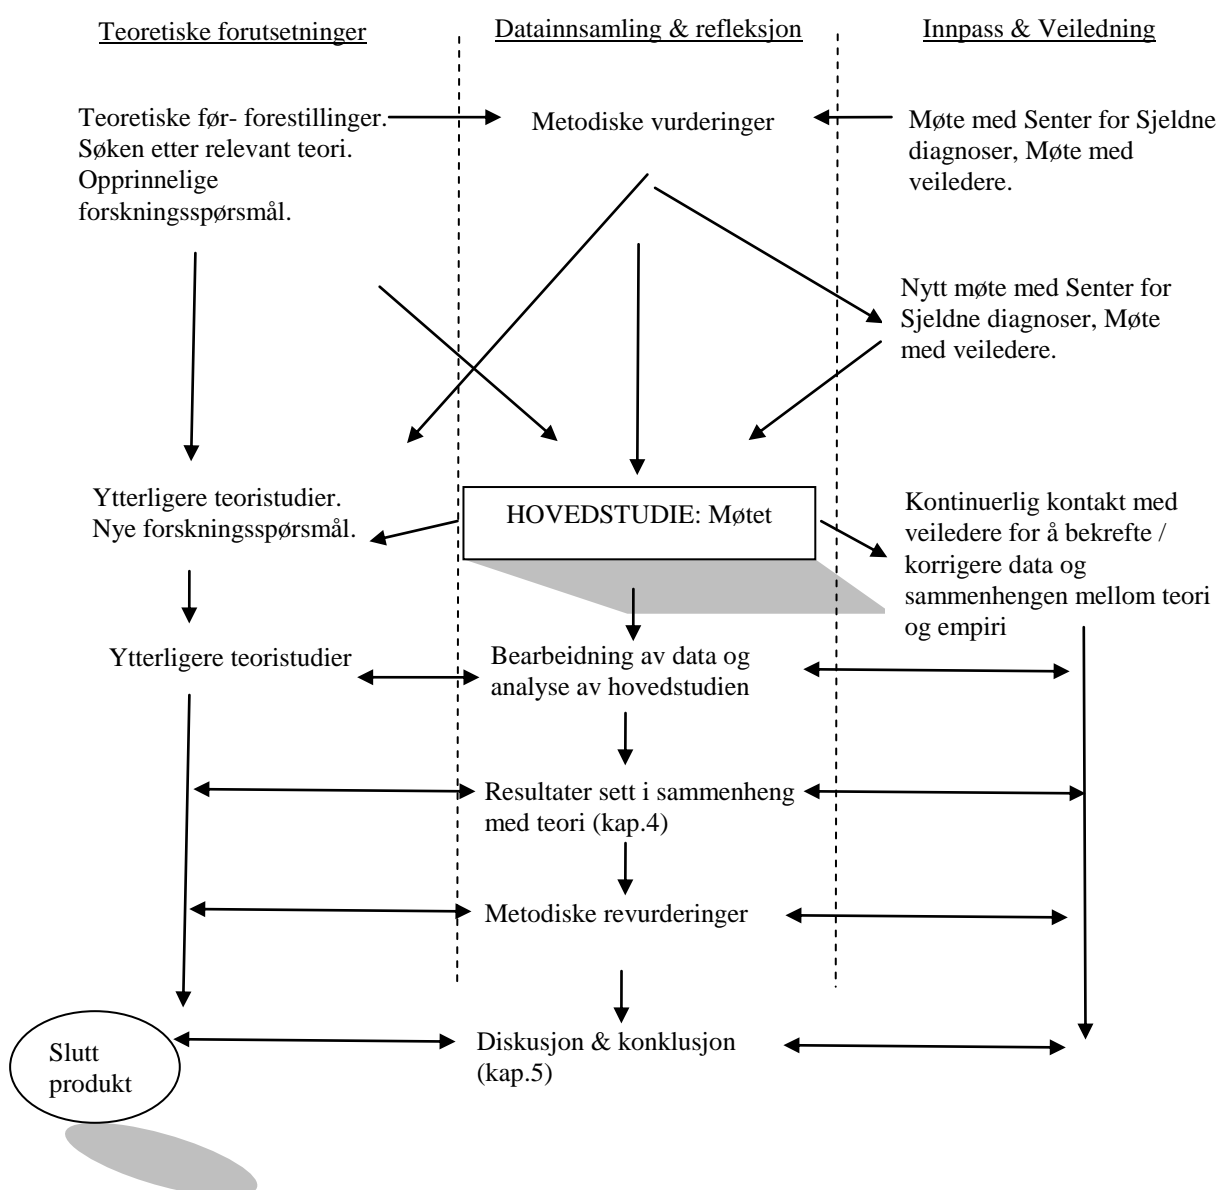 Teoretiske forutsetninger
Datainnsamling & refleksjon
Innpass & Veiledning
Teoretiske før- forestillinger.
Søken etter relevant teori.
Opprinnelige
forskningsspørsmål.
Metodiske vurderinger
Møte med Senter for Sjeldne
diagnoser, Møte med
veiledere.
Nytt møte med Senter for
Sjeldne diagnoser, Møte
med veiledere.
Ytterligere teoristudier.
Nye forskningsspørsmål.
HOVEDSTUDIE: Møtet
Kontinuerlig kontakt med
veiledere for å bekrefte /
korrigere data og
sammenhengen mellom teori
og empiri
Ytterligere teoristudier
Bearbeidning av data og
analyse av hovedstudien
Resultater sett i sammenheng
med teori (kap.4)
Metodiske revurderinger
Slutt
produkt
Diskusjon & konklusjon
(kap.5)